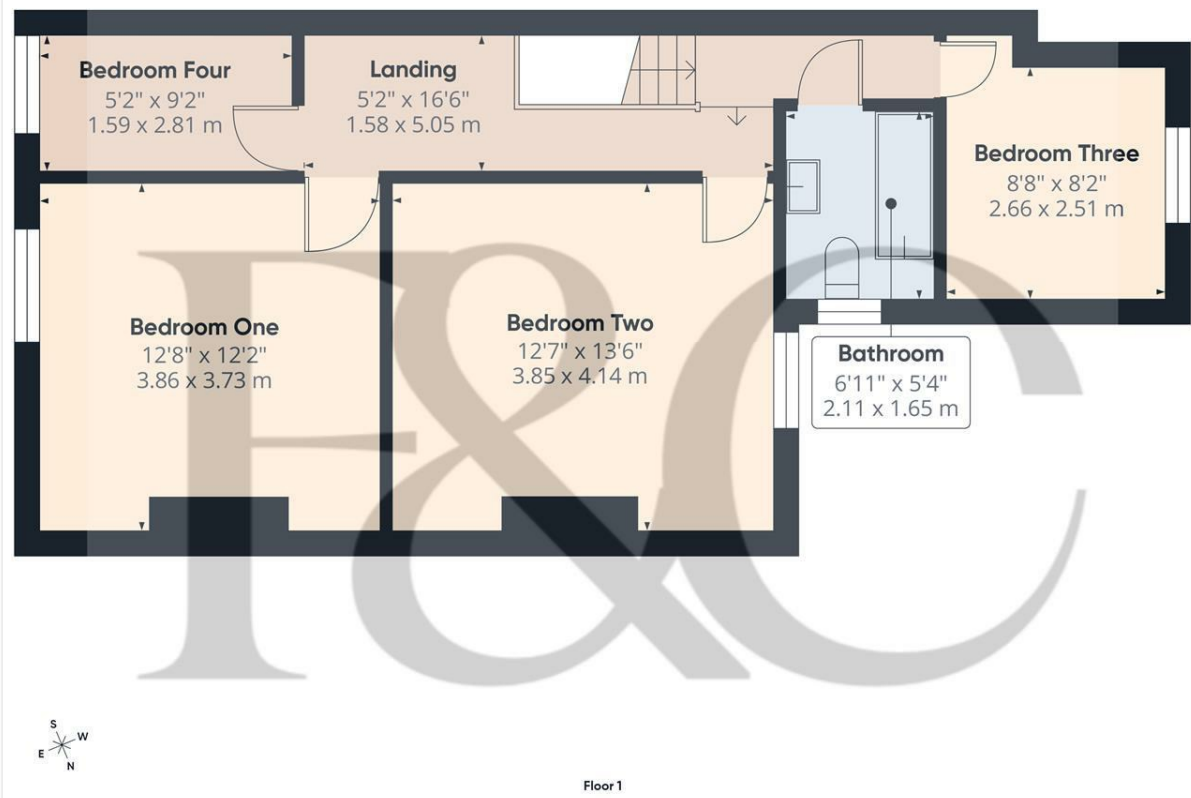 Bedroom Four
5'2" x 9'2"
1.59 x 2.81 m
Landing
5'2" x 16'6"
1.58 x 5.05 m
Bedroom Three
8'8" x 8'2"
2.66 x 2.51 m
Bedroom One
12'8" x 12'2"
3.86 x 3.73 m
Bedroom Two
12'7" x 13'6"
3.85 x 4.14 m
Bathroom
6'11" x 5'4"
2.11 x 1.65 m
F&C
S
W
E
N
Floor 1